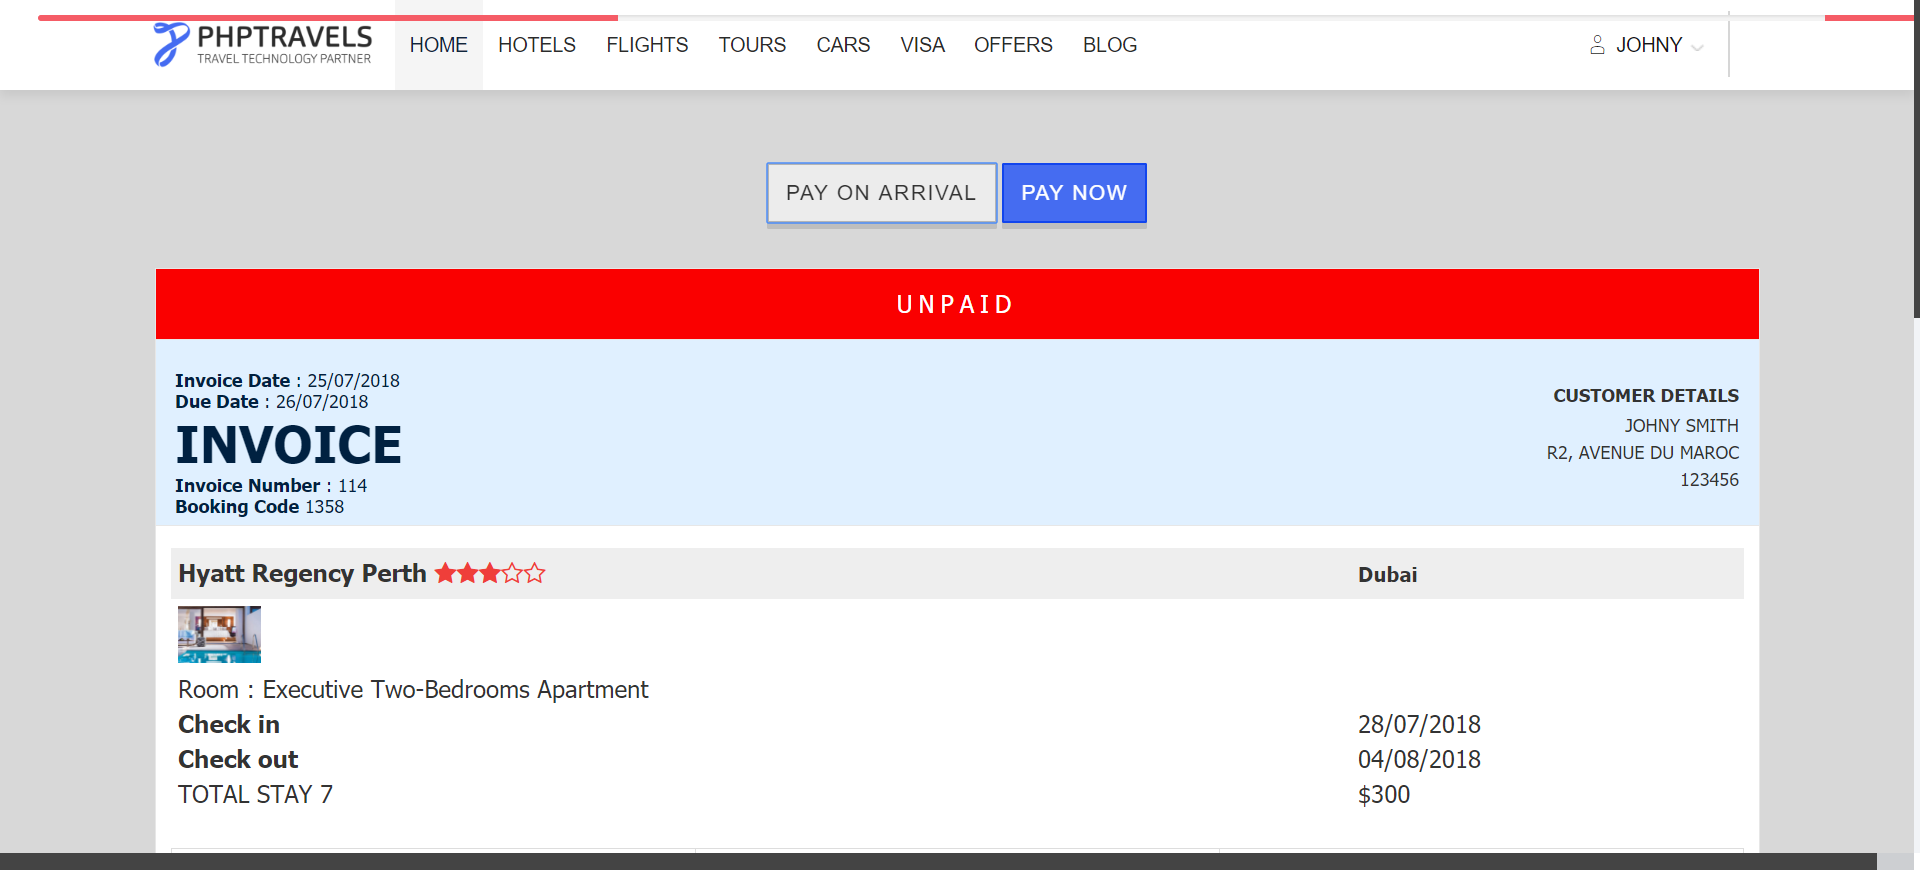 PHPTRAVELS
TRAVEL TECHNOLOGY PARTNER
HOME HOTELS FLIGHTS TOURS CARS VISA OFFERS BLOG JOHNY
PAY ON ARRIVAL PAY NOW
UNPAID
Invoice Date : 25/07/2018
Due Date : 26/07/2018
INVOICE
Invoice Number : 114
Booking Code 1358
CUSTOMER DETAILS
JOHNY SMITH
R2, AVENUE DU MAROC
123456
Hyatt Regency Perth Dubai
Room : Executive Two-Bedrooms Apartment
Check in 28/07/2018
Check out 04/08/2018
TOTAL STAY 7 $300